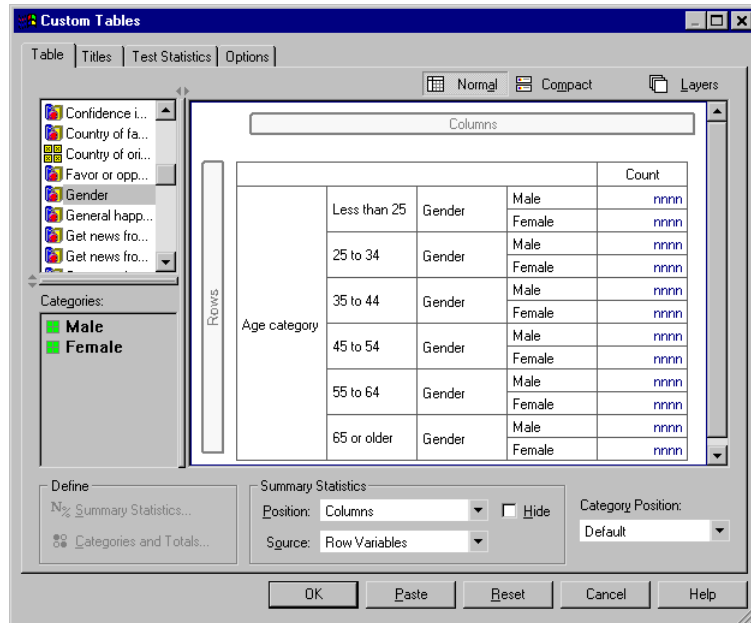 Custom Tables
Table Titles Test Statistics Options
Normal Compact Layers
Confidence i...
Country of fa...
Country of ori...
Favor or opp...
Gender
General happ...
Get news fro...
Get news fro...
Categories:
Male
Female
Columns
Rows
Count
Age category
Less than 25 Gender Male nnnn
Female nnnn
25 to 34 Gender Male nnnn
Female nnnn
35 to 44 Gender Male nnnn
Female nnnn
45 to 54 Gender Male nnnn
Female nnnn
55 to 64 Gender Male nnnn
Female nnnn
65 or older Gender Male nnnn
Female nnnn
Define
N% Summary Statistics...
Categories and Totals...
Summary Statistics
Position: Columns Hide
Source: Row Variables
Category Position:
Default
OK Paste Reset Cancel Help